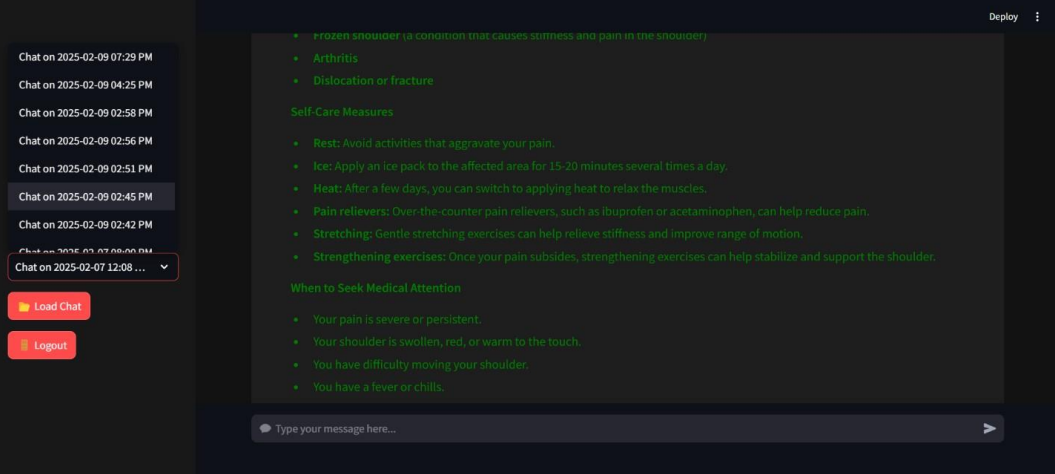 Deploy
Chat on 2025-02-09 07:29 PM
Chat on 2025-02-09 04:25 PM
Chat on 2025-02-09 02:58 PM
Chat on 2025-02-09 02:56 PM
Chat on 2025-02-09 02:51 PM
Chat on 2025-02-09 02:45 PM
Chat on 2025-02-09 02:42 PM
Chat on 2025-02-07 08:00 PM
Chat on 2025-02-07 12:08 ...
Load Chat
Logout
• Frozen shoulder (a condition that causes stiffness and pain in the shoulder)
• Arthritis
• Dislocation or fracture
Self-Care Measures
• Rest: Avoid activities that aggravate your pain.
• Ice: Apply an ice pack to the affected area for 15-20 minutes several times a day.
• Heat: After a few days, you can switch to applying heat to relax the muscles.
• Pain relievers: Over-the-counter pain relievers, such as ibuprofen or acetaminophen, can help reduce pain.
• Stretching: Gentle stretching exercises can help relieve stiffness and improve range of motion.
• Strengthening exercises: Once your pain subsides, strengthening exercises can help stabilize and support the shoulder.
When to Seek Medical Attention
• Your pain is severe or persistent.
• Your shoulder is swollen, red, or warm to the touch.
• You have difficulty moving your shoulder.
• You have a fever or chills.
Type your message here...